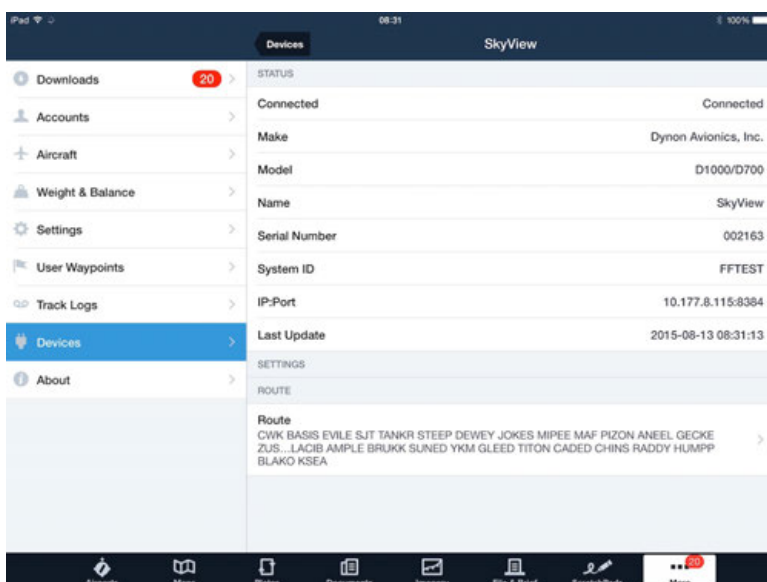 iPad 08:31 100%
Devices SkyView
Downloads 20
Accounts
Aircraft
Weight & Balance
Settings
User Waypoints
Track Logs
Devices
About
STATUS
Connected Connected
Make Dynon Avionics, Inc.
Model D1000/D700
Name SkyView
Serial Number 002163
System ID FFTEST
IP:Port 10.177.8.115:8384
Last Update 2015-08-13 08:31:13
SETTINGS
ROUTE
Route
CWK BASIS EVILE SJT TANKR STEEP DEWEY JOKES MIPEE MAF PIZON ANEEL GECKE
ZUS...LACIB AMPLE BRUKK SUNED YKM GLEED TITON CADED CHINS RADDY HUMPP
BLAKO KSEA
20